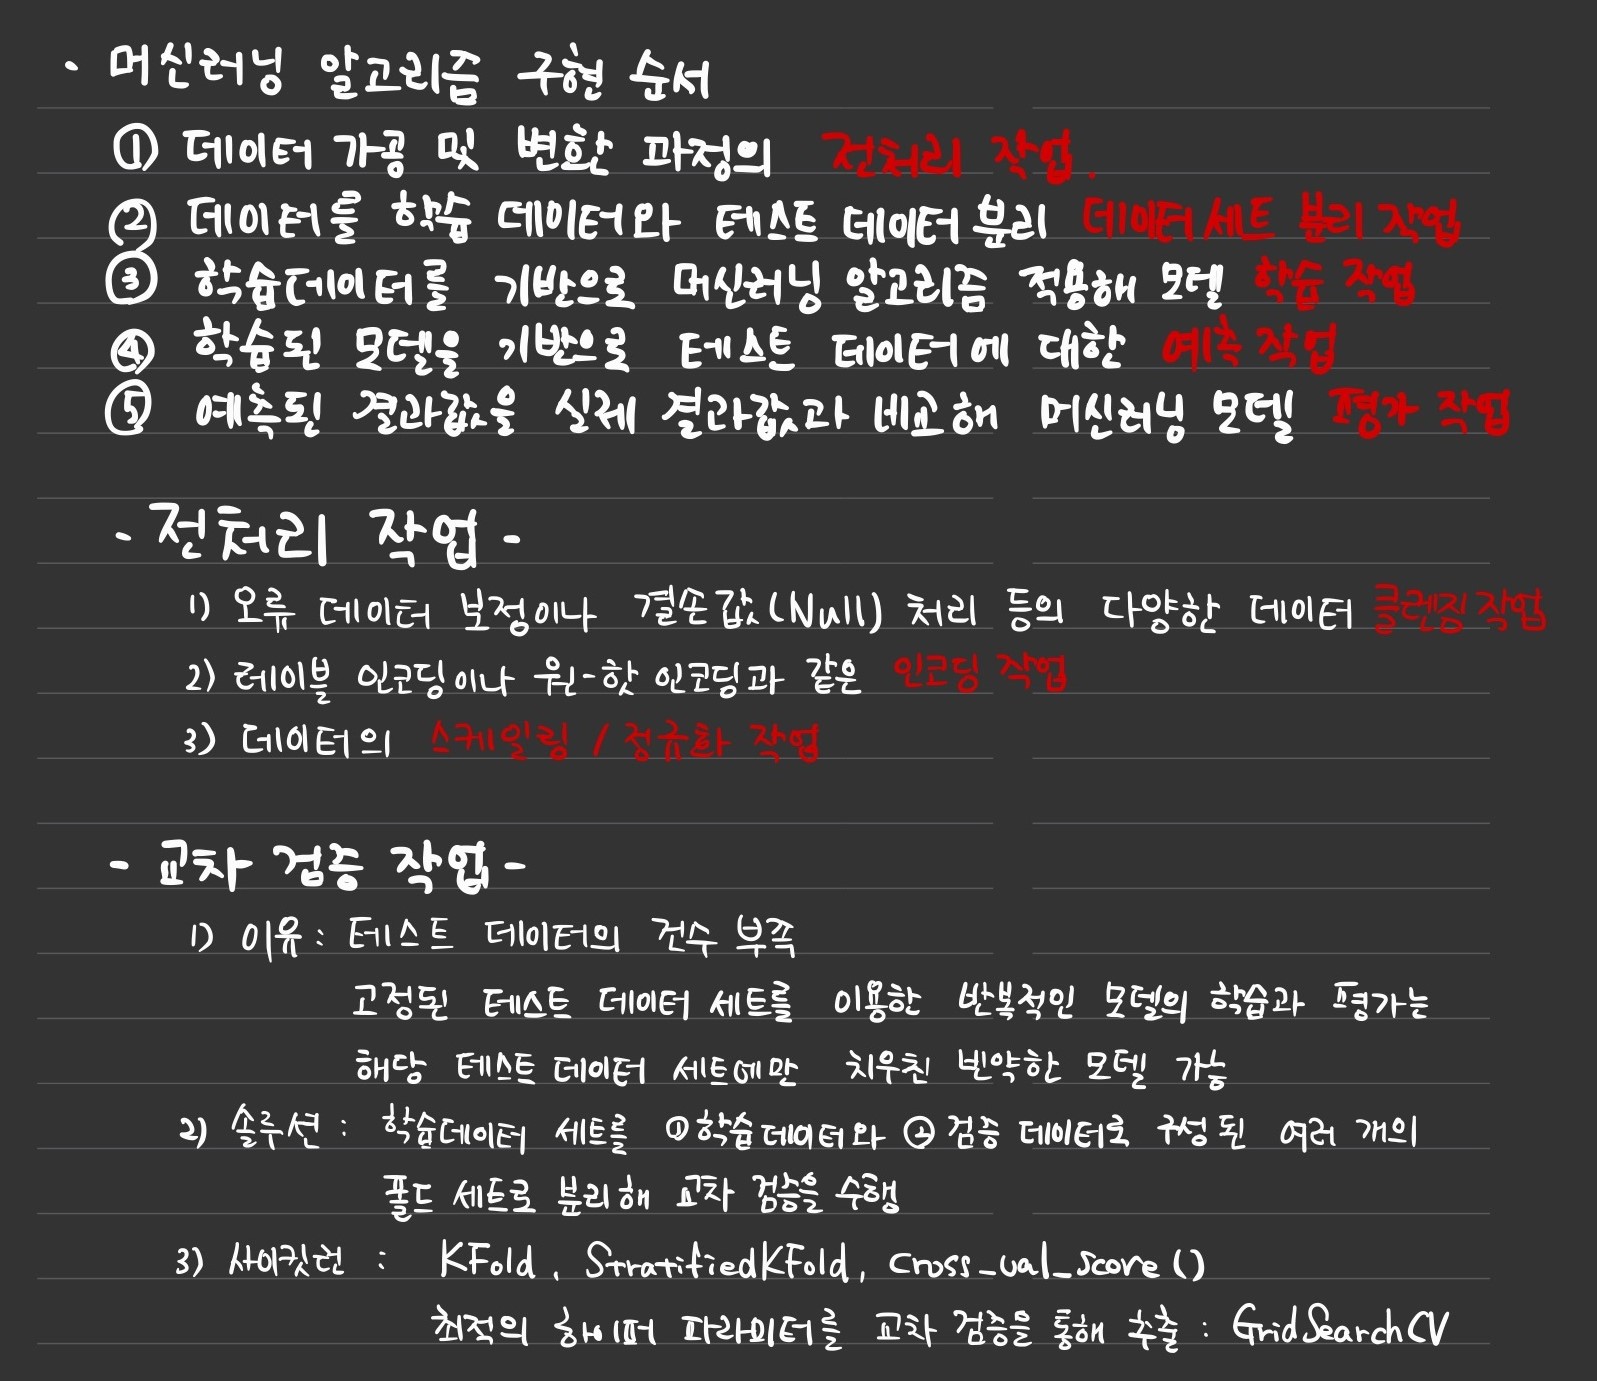 · 머신러닝 알고리즘 구현 순서
① 데이터 가공 및 변환 과정의 전처리 작업.
② 데이터를 학습 데이터와 테스트 데이터 분리 데이터 세트 분리 작업
③ 학습데이터를 기반으로 머신러닝 알고리즘 적용해 모델 학습 작업
④ 학습된 모델을 기반으로 테스트 데이터에 대한 예측 작업
⑤ 예측된 결과값을 실제 결과값과 비교해 머신러닝 모델 평가 작업
- 전처리 작업 -
1) 오류 데이터 보정이나 결손값(Null) 처리 등의 다양한 데이터 클렌징 작업
2) 레이블 인코딩이나 원-핫 인코딩과 같은 인코딩 작업
3) 데이터의 스케일링 / 정규화 작업
- 교차 검증 작업 -
1) 이유 : 테스트 데이터의 건수 부족
고정된 테스트 데이터 세트를 이용한 반복적인 모델의 학습과 평가는
해당 테스트 데이터 세트에만 치우친 빈약한 모델 가능
2) 솔루션 : 학습데이터 세트를 ① 학습데이터와 ② 검증 데이터로 구성된 여러 개의
폴드 세트로 분리해 교차 검증을 수행
3) 사이킷런 : KFold, StratifiedKFold, cross_val_score()
최적의 하이퍼 파라미터를 교차 검증을 통해 추출 : GridSearchCV